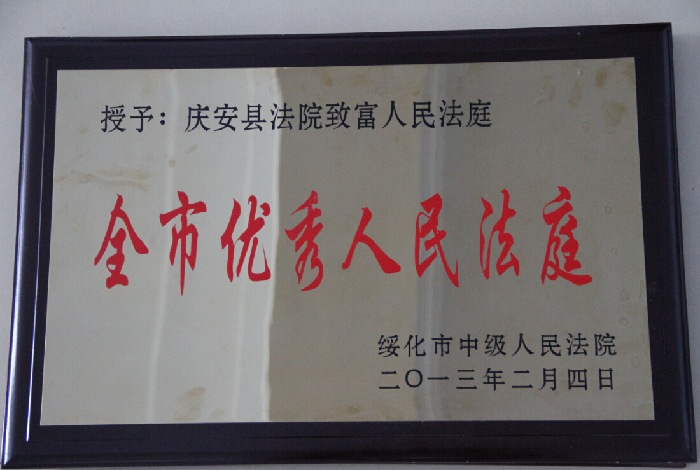 授予：庆安县法院致富人民法庭
全市优秀人民法庭
绥化市中级人民法院
二〇一三年二月四日